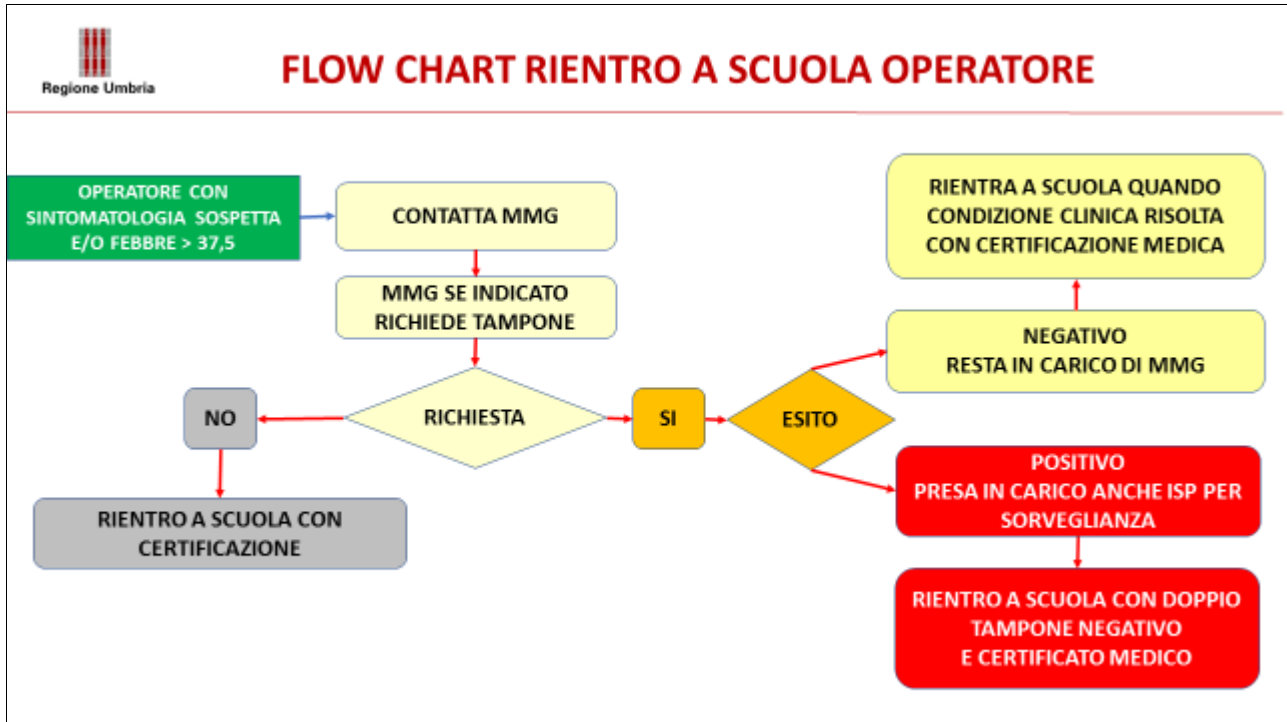 Regione Umbria
FLOW CHART RIENTRO A SCUOLA OPERATORE
OPERATORE CON
SINTOMATOLOGIA SOSPETTA
E/O FEBBRE > 37,5
CONTATTA MMG
MMG SE INDICATO
RICHIEDE TAMPONE
RICHIESTA
NO
RIENTRO A SCUOLA CON
CERTIFICAZIONE
SI
ESITO
NEGATIVO
RESTA IN CARICO DI MMG
RIENTRA A SCUOLA QUANDO
CONDIZIONE CLINICA RISOLTA
CON CERTIFICAZIONE MEDICA
POSITIVO
PRESA IN CARICO ANCHE ISP PER
SORVEGLIANZA
RIENTRO A SCUOLA CON DOPPIO
TAMPONE NEGATIVO
E CERTIFICATO MEDICO